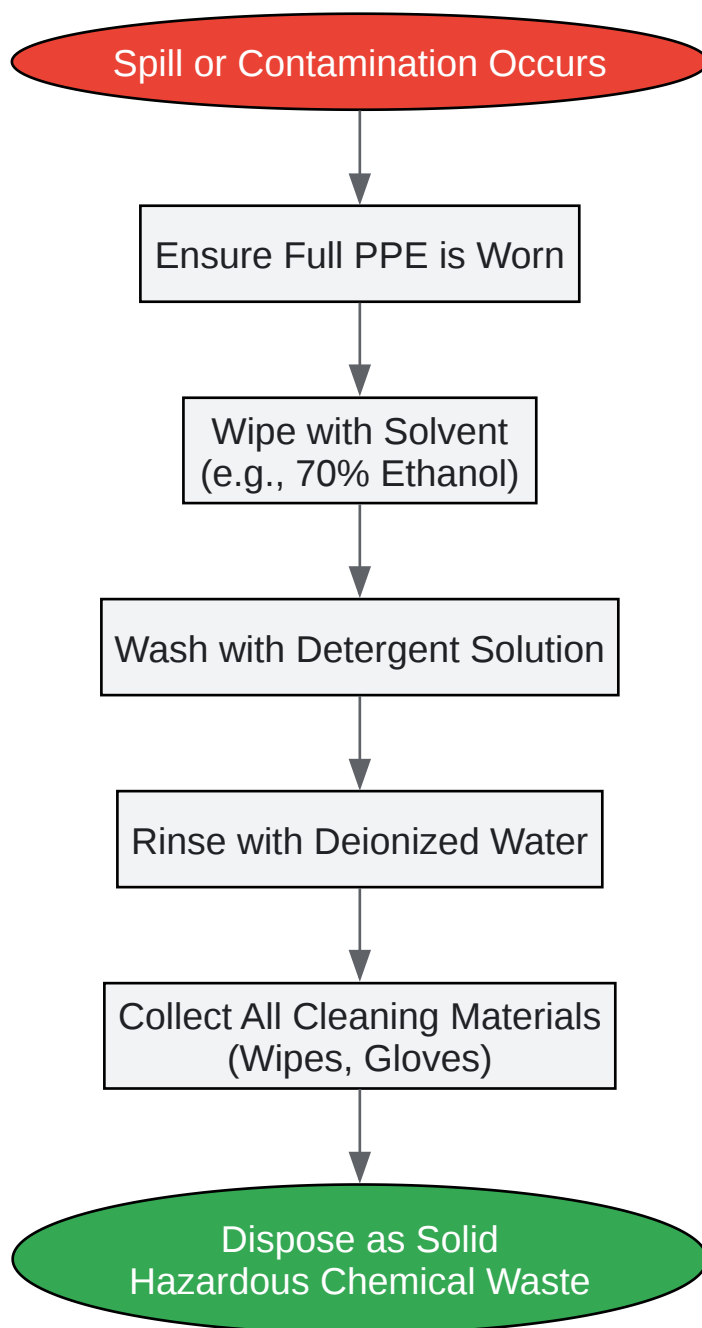 Spill or Contamination Occurs
Ensure Full PPE is Worn
Wipe with Solvent
(e.g., 70% Ethanol)
Wash with Detergent Solution
Rinse with Deionized Water
Collect All Cleaning Materials
(Wipes, Gloves)
Dispose as Solid
Hazardous Chemical Waste